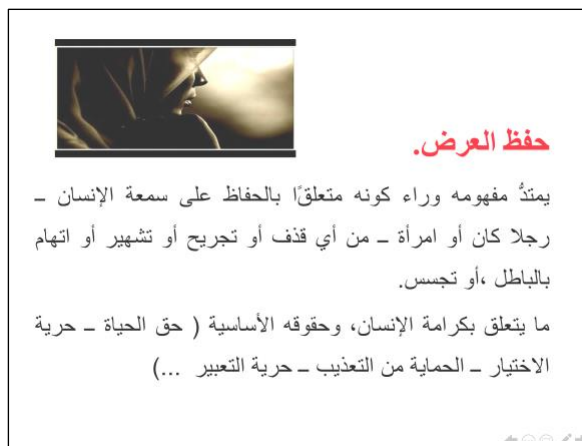 حفظ العرض.
يمتدُّ مفهومه وراء كونه متعلقًا بالحفاظ على سمعة الإنسان –
رجلا كان أو امرأة – من أي قذف أو تجريح أو تشهير أو اتهام
بالباطل ،أو تجسس.
ما يتعلق بكرامة الإنسان، وحقوقه الأساسية ( حق الحياة – حرية
الاختيار – الحماية من التعذيب – حرية التعبير ...)